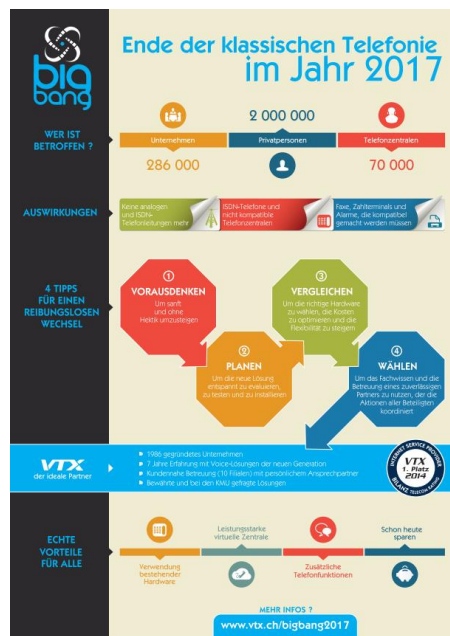 big
bang
Ende der klassischen Telefonie
im Jahr 2017
WER IST
BETROFFEN ?
2 000 000
Unternehmen
Privatpersonen
Telefonzentralen
286 000
70 000
AUSWIRKUNGEN
Keine analogen
und ISDN-
Telefonleitungen mehr
ISDN-Telefone und
nicht kompatible
Telefonzentralen
Faxe, Zahlterminals und
Alarme, die kompatibel
gemacht werden müssen
4 TIPPS
FÜR EINEN
REIBUNGSLOSEN
WECHSEL
1
VORAUSDENKEN
Um sanft
und ohne
Hektik umzusteigen
2
PLANEN
Um die neue Lösung
entspannt zu evaluieren,
zu testen und zu installieren
3
VERGLEICHEN
Um die richtige Hardware
zu wählen, die Kosten
zu optimieren und die
Flexibilität zu steigern
4
WÄHLEN
Um das Fachwissen und die
Betreuung eines zuverlässigen
Partners zu nutzen, der die
Aktionen aller Beteiligten
koordiniert
VTX
der ideale Partner
1986 gegründetes Unternehmen
7 Jahre Erfahrung mit Voice-Lösungen der neuen Generation
Kundennahe Betreuung (10 Filialen) mit persönlichem Ansprechpartner
Bewährte und bei den KMU gefragte Lösungen
INTERNET SERVICE PROVIDER
VTX
1. Platz
2014
BILANZ TELECOM RATING
ECHTE
VORTEILE
FÜR ALLE
Verwendung
bestehender
Hardware
Leistungsstarke
virtuelle Zentrale
Zusätzliche
Telefonfunktionen
Schon heute
sparen
MEHR INFOS ?
www.vtx.ch/bigbang2017